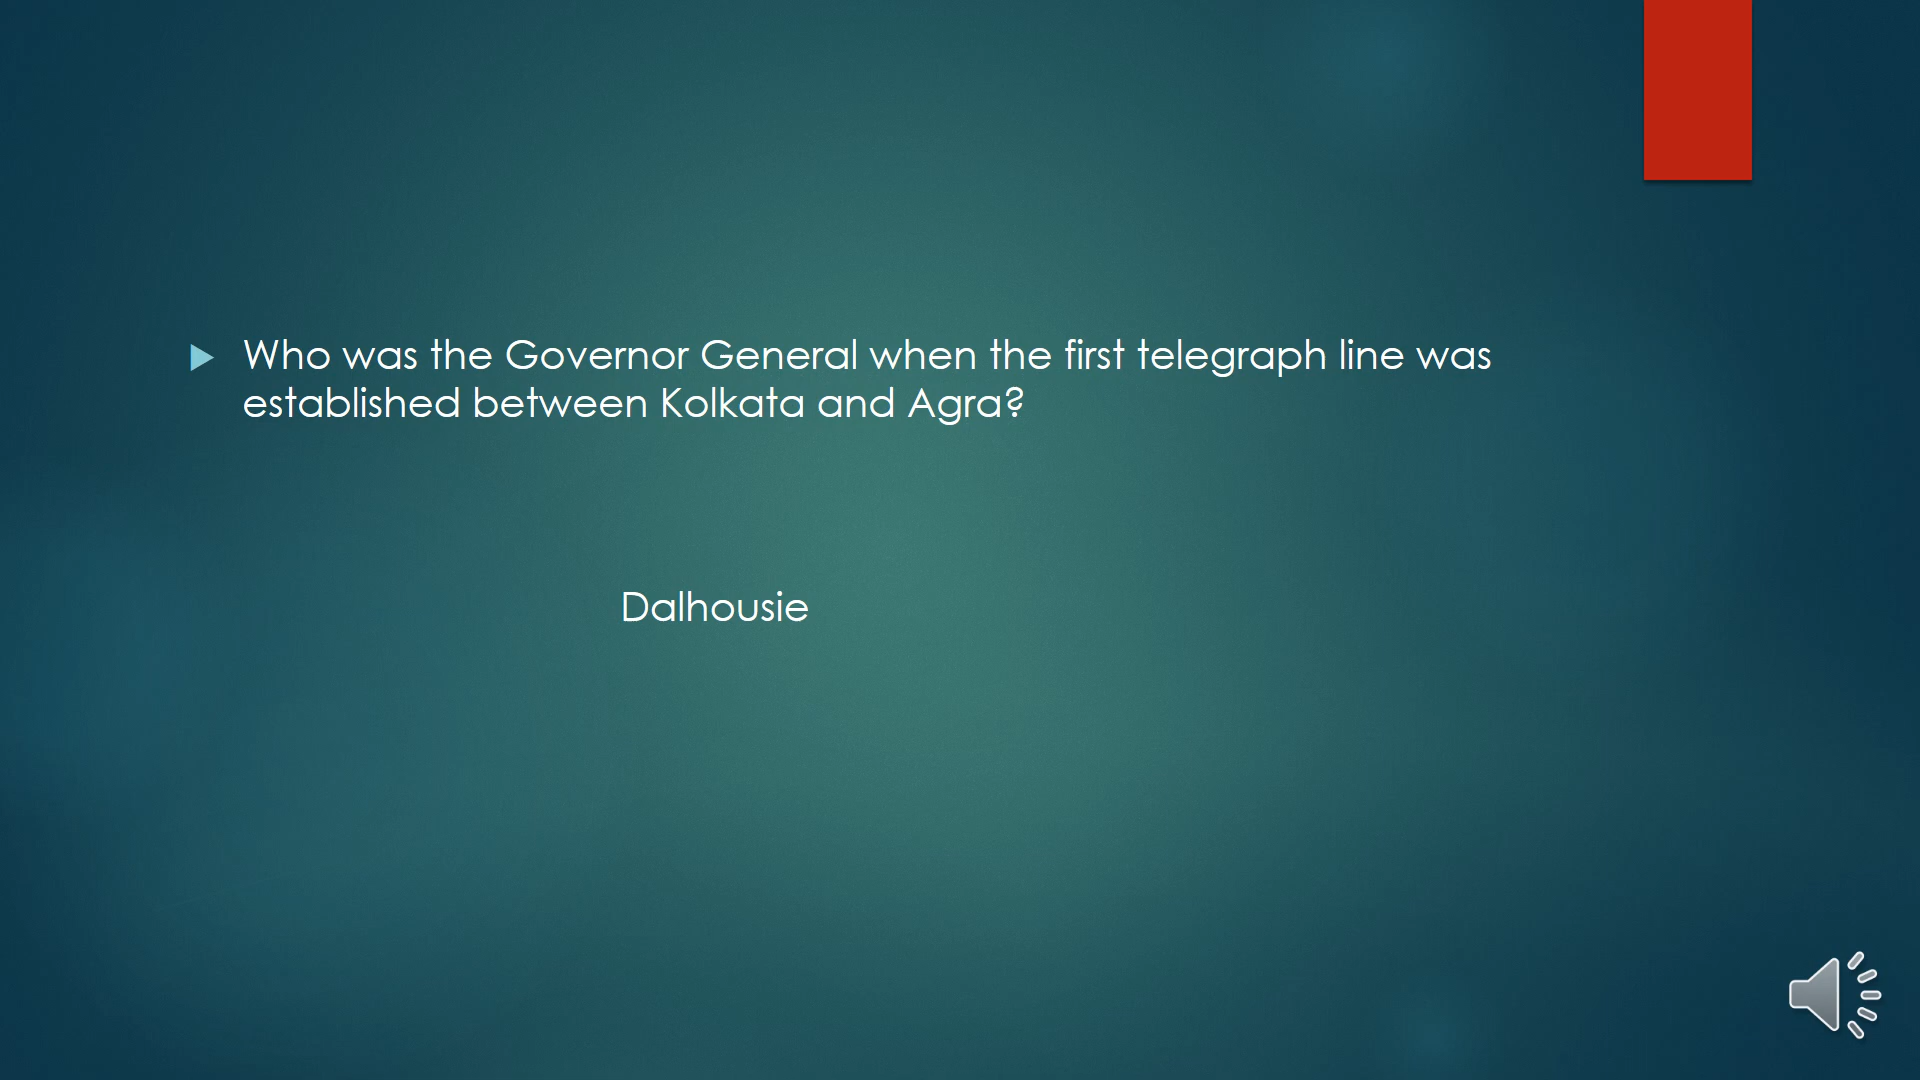 Who was the Governor General when the first telegraph line was
established between Kolkata and Agra?
Dalhousie